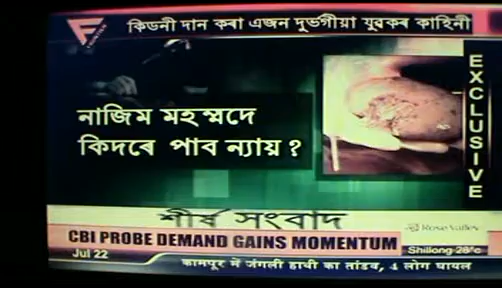 কিডনী দান কৰা এজন দুৰ্ভগীয়া যুৱকৰ কাহিনী
নাজিম মহম্মদে
কিদৰে পাব ন্যায়?
EXCLUSIVE
শীৰ্ষ সংবাদ
Rose Valley
CBI PROBE DEMAND GAINS MOMENTUM
Jul 22
Shillong 28°c
कामपुर में जंगली हाथी का तांडव, 4 लोग घायल